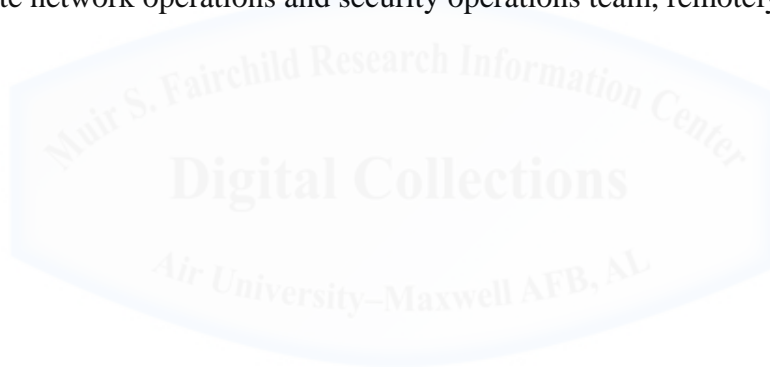 te network operations and security operations team, remotely
Muir S. Fairchild Research Information Center
Digital Collections
Air University–Maxwell AFB, AL